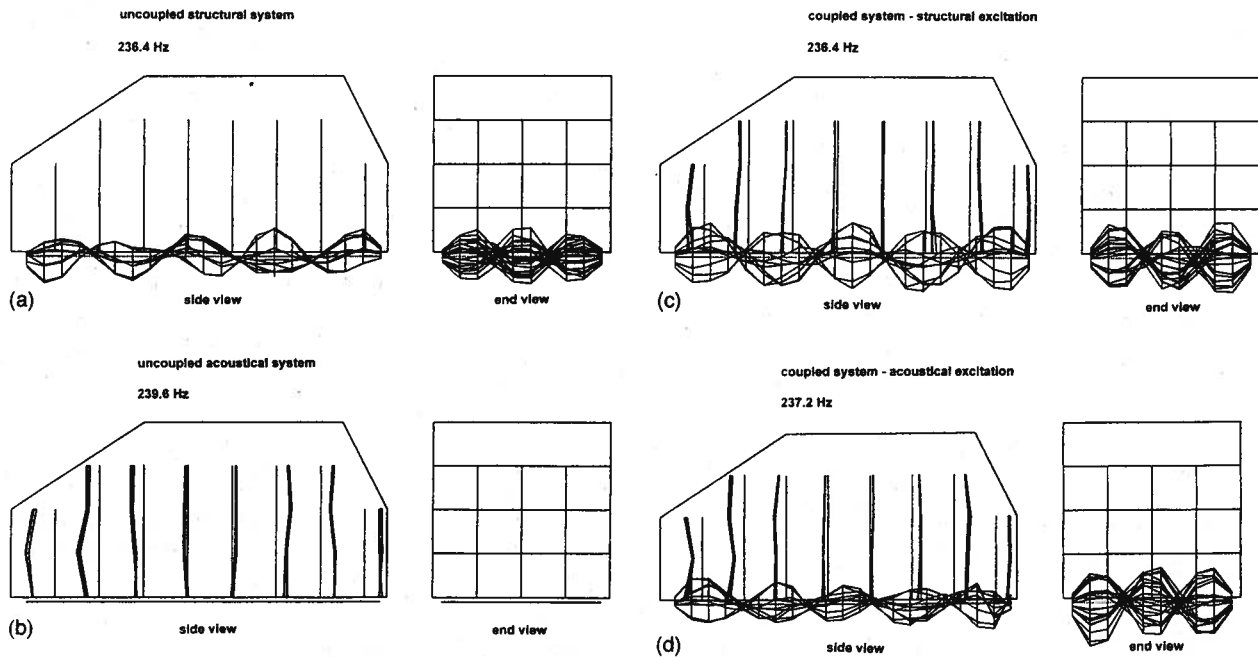 uncoupled structural system
236.4 Hz
(a)
side view
end view
uncoupled acoustical system
239.6 Hz
(b)
side view
end view
coupled system - structural excitation
236.4 Hz
(c)
side view
end view
coupled system - acoustical excitation
237.2 Hz
(d)
side view
end view